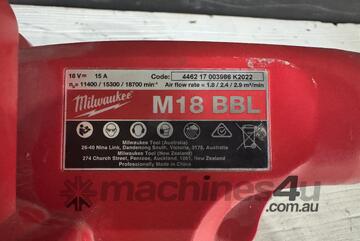 18 V⎓ 15 A Code: 4462 17 003986 K2022
n₀= 11400 / 15300 / 18700 min⁻¹ Air flow rate = 1.8 / 2.4 / 2.9 m³/min
Milwaukee
M18 BBL
Milwaukee Tool (Australia)
26-40 Nina Link, Dandenong South, Victoria, 3175, Australia
Milwaukee Tool (New Zealand)
274 Church Street, Penrose, Auckland, 1061, New Zealand
Professionally Made in China
machines4u